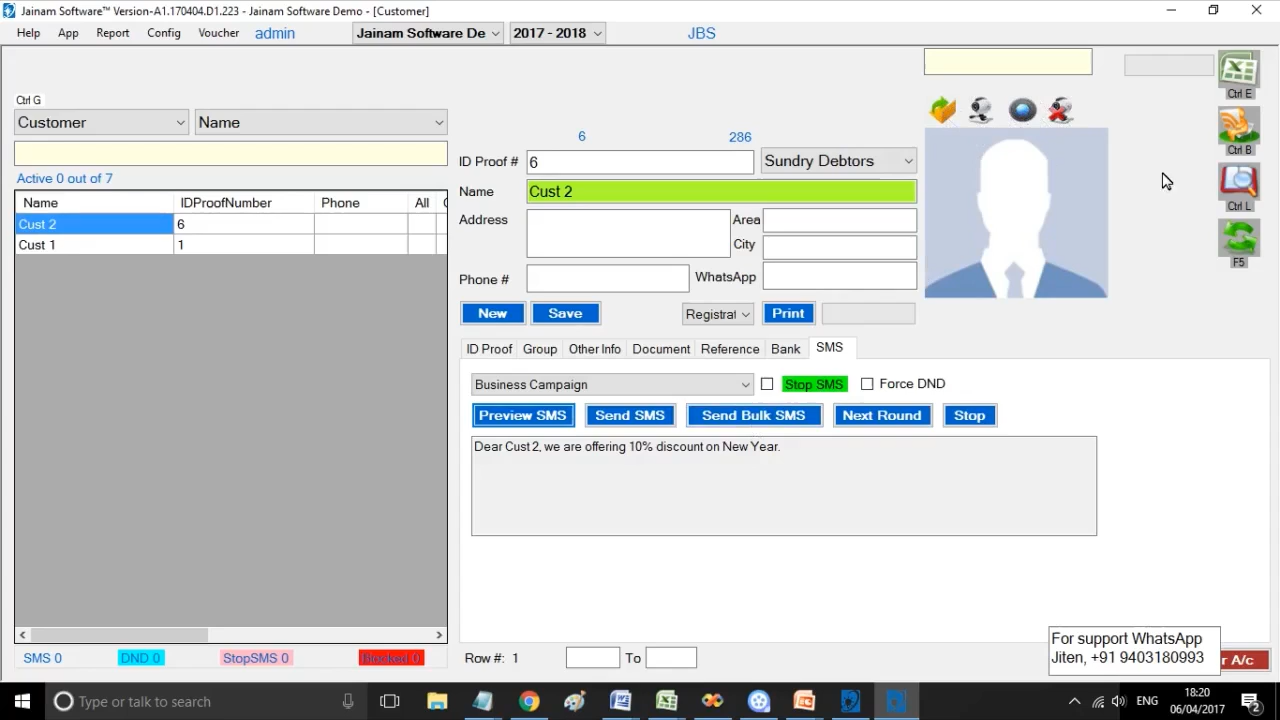 Jainam Software™ Version-A1.170404.D1.223 - Jainam Software Demo - [Customer]
Help App Report Config Voucher admin Jainam Software De 2017 - 2018 JBS
Ctrl E
Ctrl G
Customer Name
Ctrl B
6 286
ID Proof # 6 Sundry Debtors
Active 0 out of 7
Name Cust 2
Name IDProofNumber Phone All
Ctrl L
Cust 2 6
Address Area
Cust 1 1
City
F5
Phone # WhatsApp
New Save Registrat Print
ID Proof Group Other Info Document Reference Bank SMS
Business Campaign Stop SMS Force DND
Preview SMS Send SMS Send Bulk SMS Next Round Stop
Dear Cust 2, we are offering 10% discount on New Year.
For support WhatsApp
Jiten, +91 9403180993
r A/c
SMS 0 DND 0 StopSMS 0 Blocked 0 Row #: 1 To
Type or talk to search ENG 18:20
06/04/2017 2